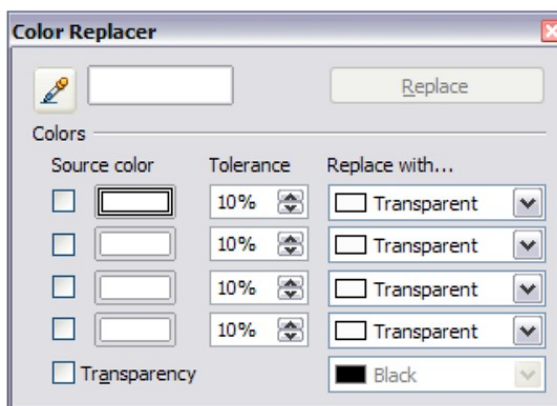 Color Replacer
Replace
Colors
Source color Tolerance Replace with...
10% Transparent
10% Transparent
10% Transparent
10% Transparent
Transparency Black